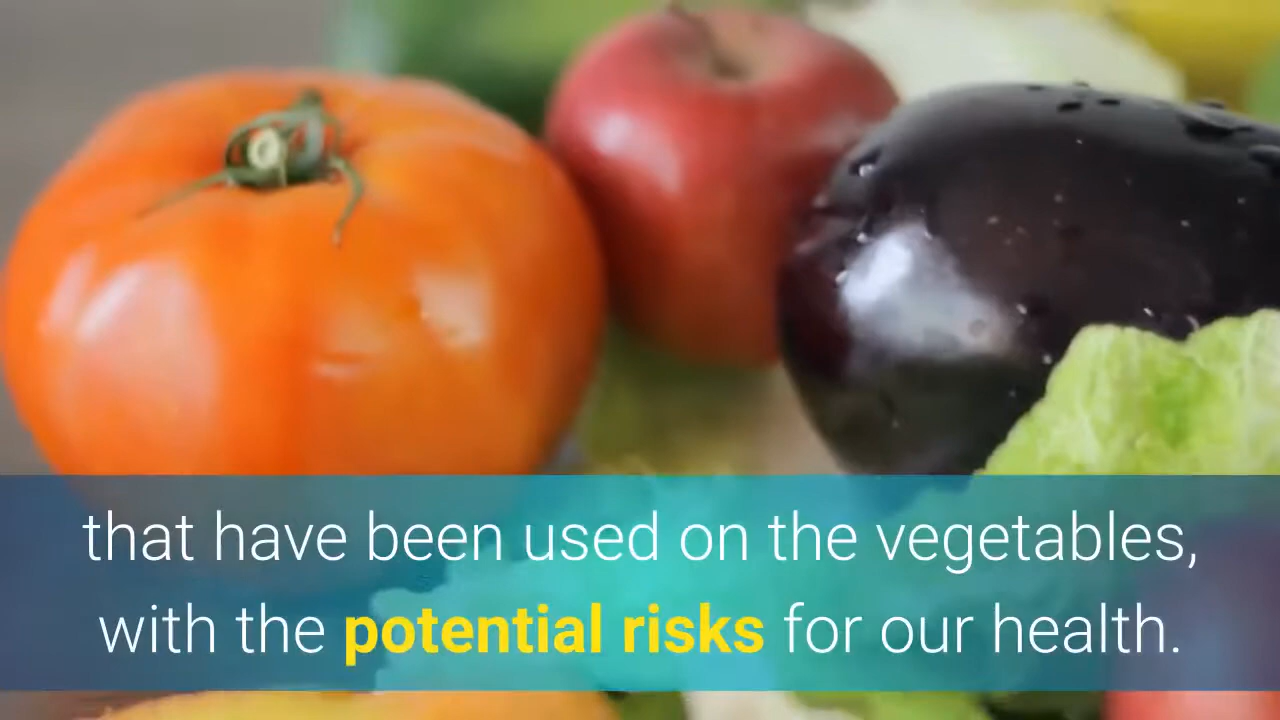 that have been used on the vegetables,
with the potential risks for our health.